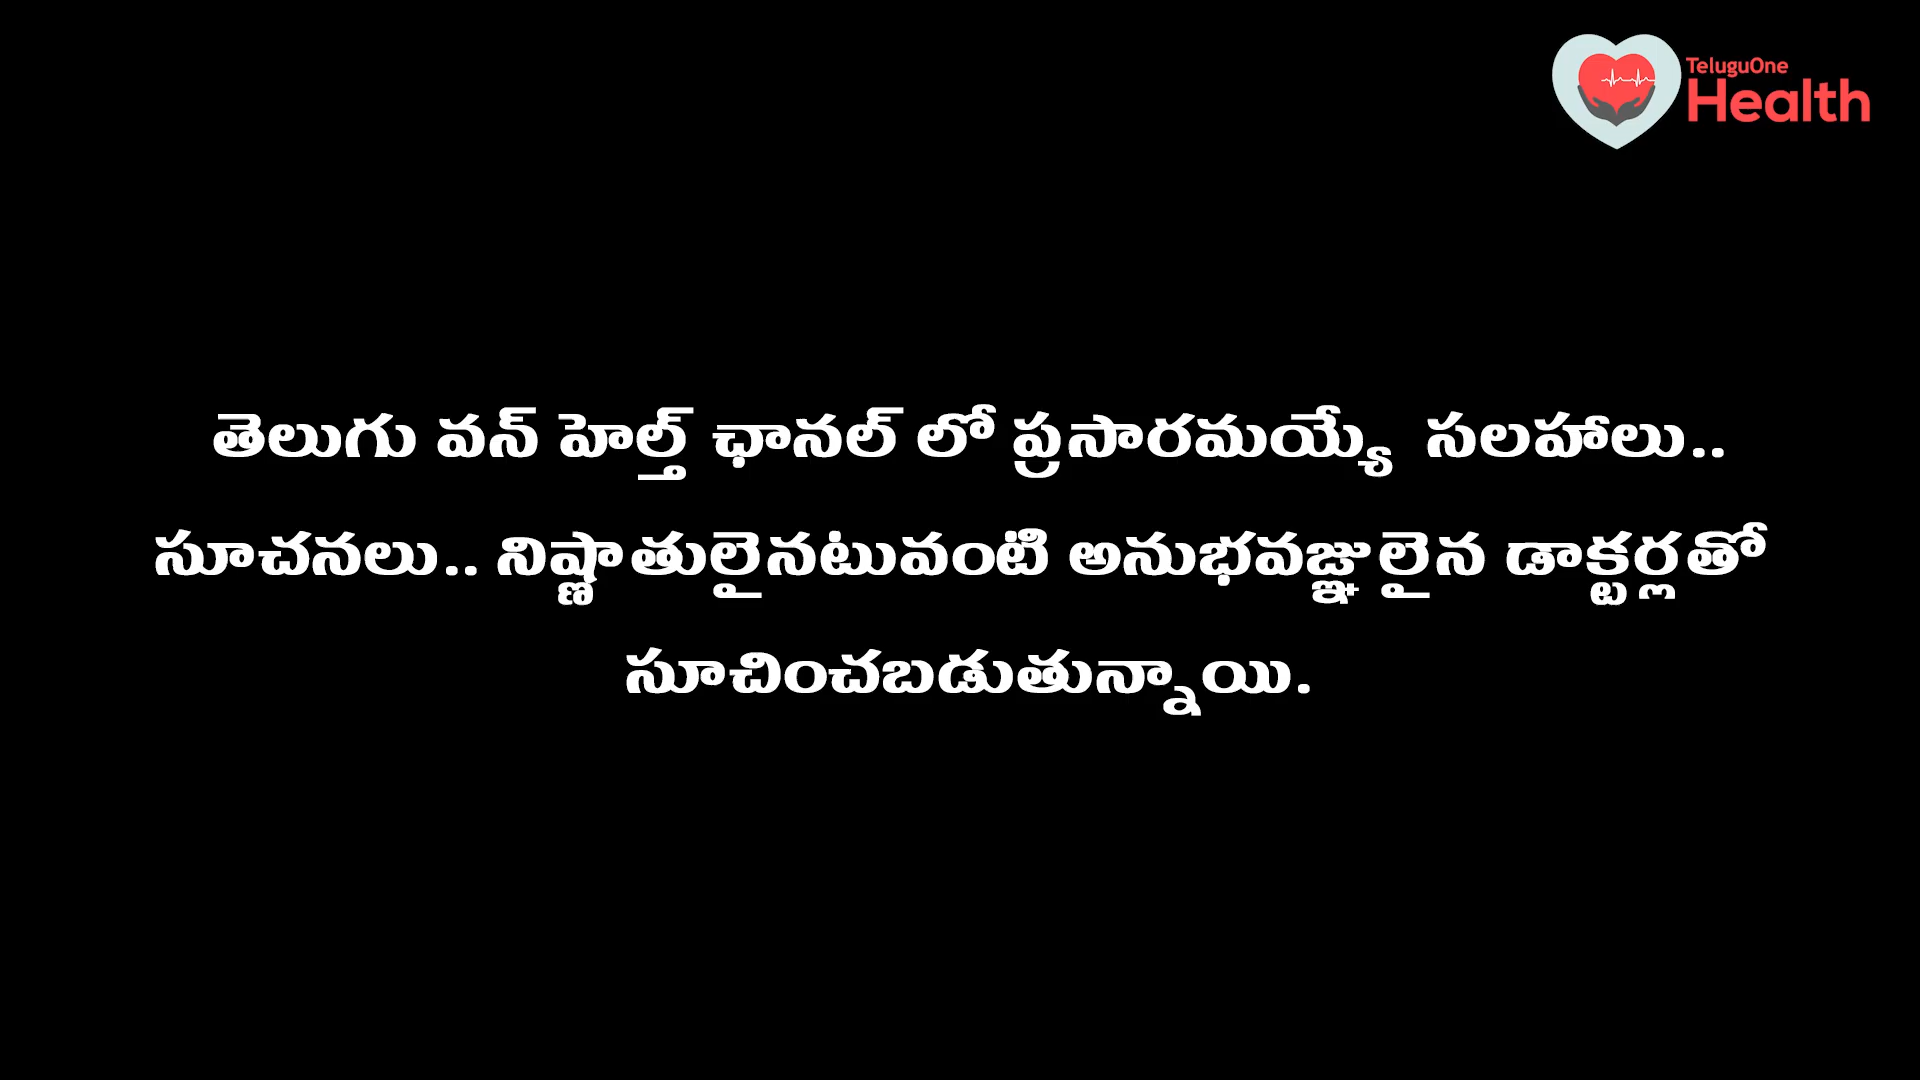 TeluguOne
Health
తెలుగు వన్ హెల్త్ ఛానల్ లో ప్రసారమయ్యే సలహాలు..
సూచనలు.. నిష్ణాతులైనటువంటి అనుభవజ్ఞులైన డాక్టర్లతో
సూచించబడుతున్నాయి.